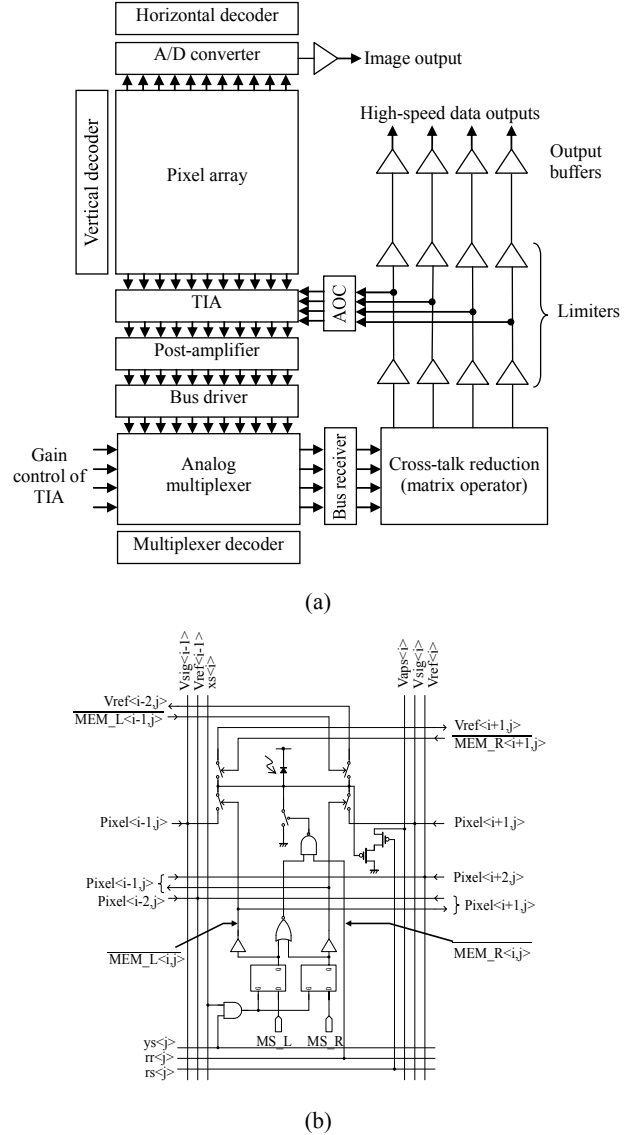 Horizontal decoder
A/D converter
Image output
Vertical decoder
Pixel array
High-speed data outputs
Output
buffers
TIA
AOC
Limiters
Post-amplifier
Bus driver
Gain
control of
TIA
Analog
multiplexer
Bus receiver
Cross-talk reduction
(matrix operator)
Multiplexer decoder
(a)
Vsig<i-1>
Vref<i-1>
xs<i>
Vaps<i>
Vsig<i>
Vref<i>
Vref<i-2,j>
MEM_L<i-1,j>
Vref<i+1,j>
MEM_R<i+1,j>
Pixel<i-1,j>
Pixel<i+1,j>
Pixel<i-1,j>
Pixel<i+2,j>
Pixel<i-2,j>
Pixel<i+1,j>
MEM_L<i,j>
MEM_R<i,j>
MS_L
MS_R
ys<j>
rr<j>
rs<j>
(b)